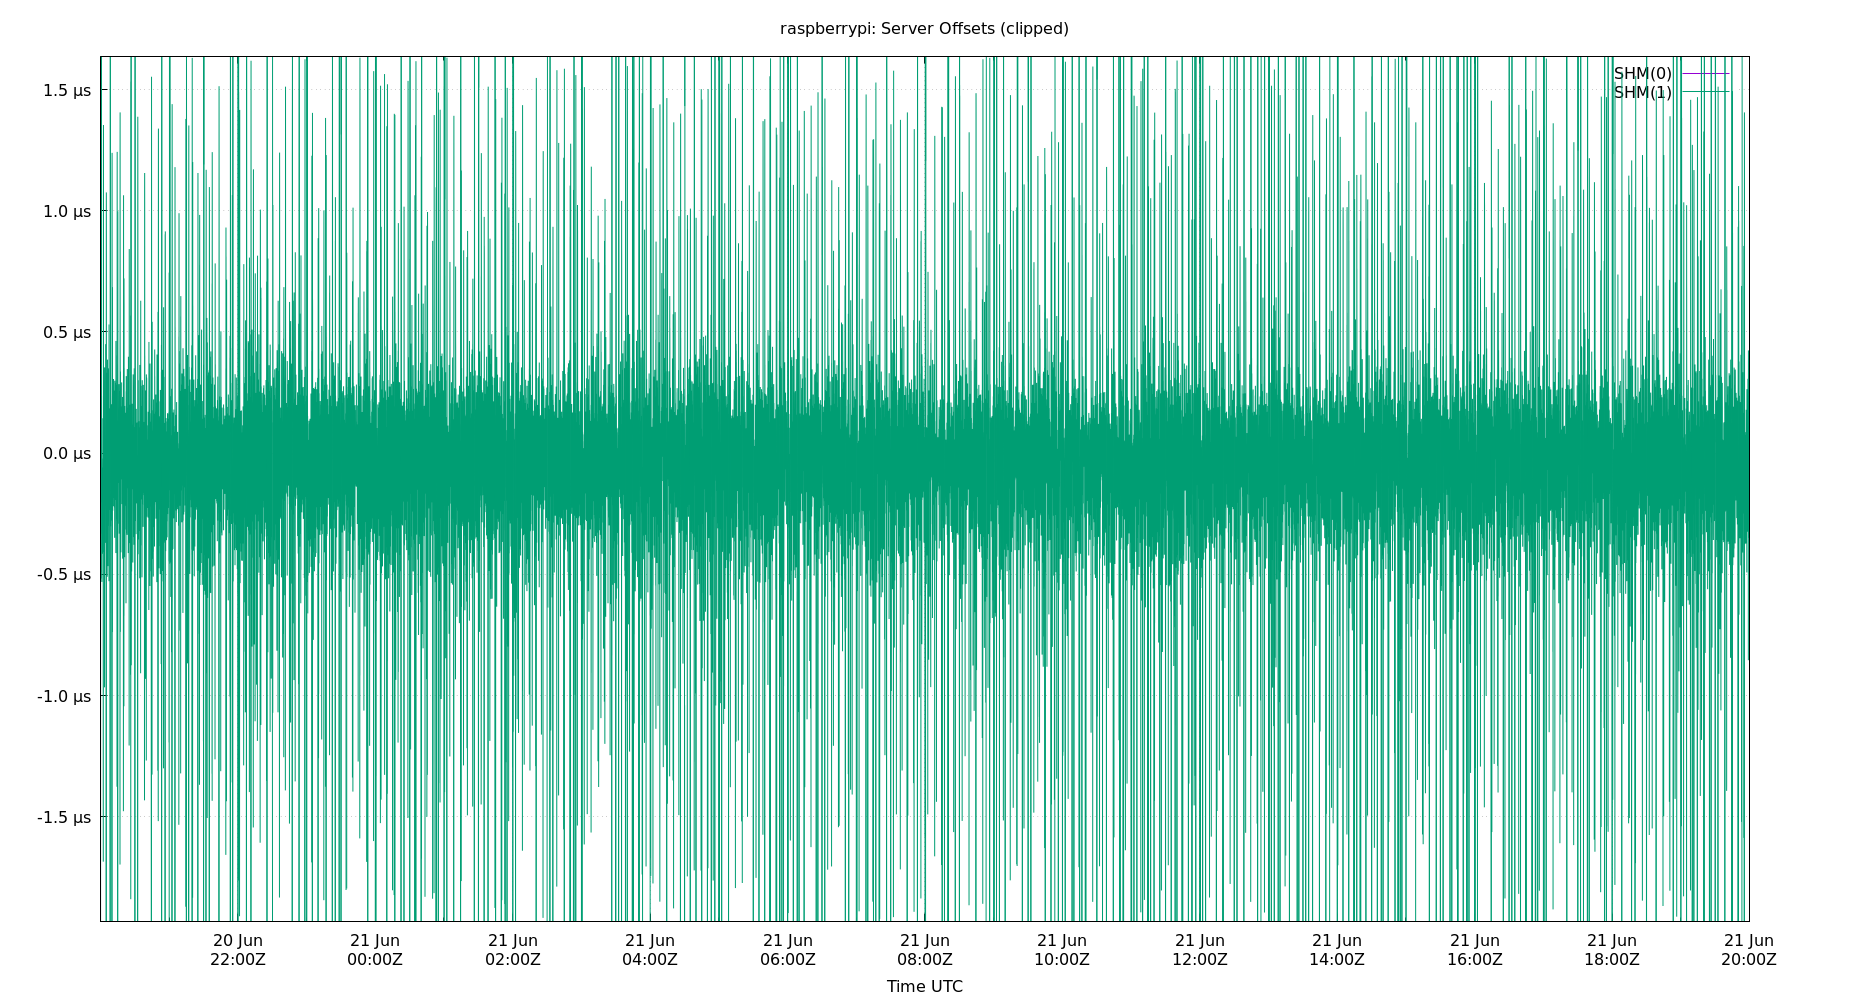 raspberrypi: Server Offsets (clipped)
SHM(0)
SHM(1)
1.5 µs
1.0 µs
0.5 µs
0.0 µs
-0.5 µs
-1.0 µs
-1.5 µs
20 Jun 21 Jun 21 Jun 21 Jun 21 Jun 21 Jun 21 Jun 21 Jun 21 Jun 21 Jun 21 Jun 21 Jun
22:00Z 00:00Z 02:00Z 04:00Z 06:00Z 08:00Z 10:00Z 12:00Z 14:00Z 16:00Z 18:00Z 20:00Z
Time UTC